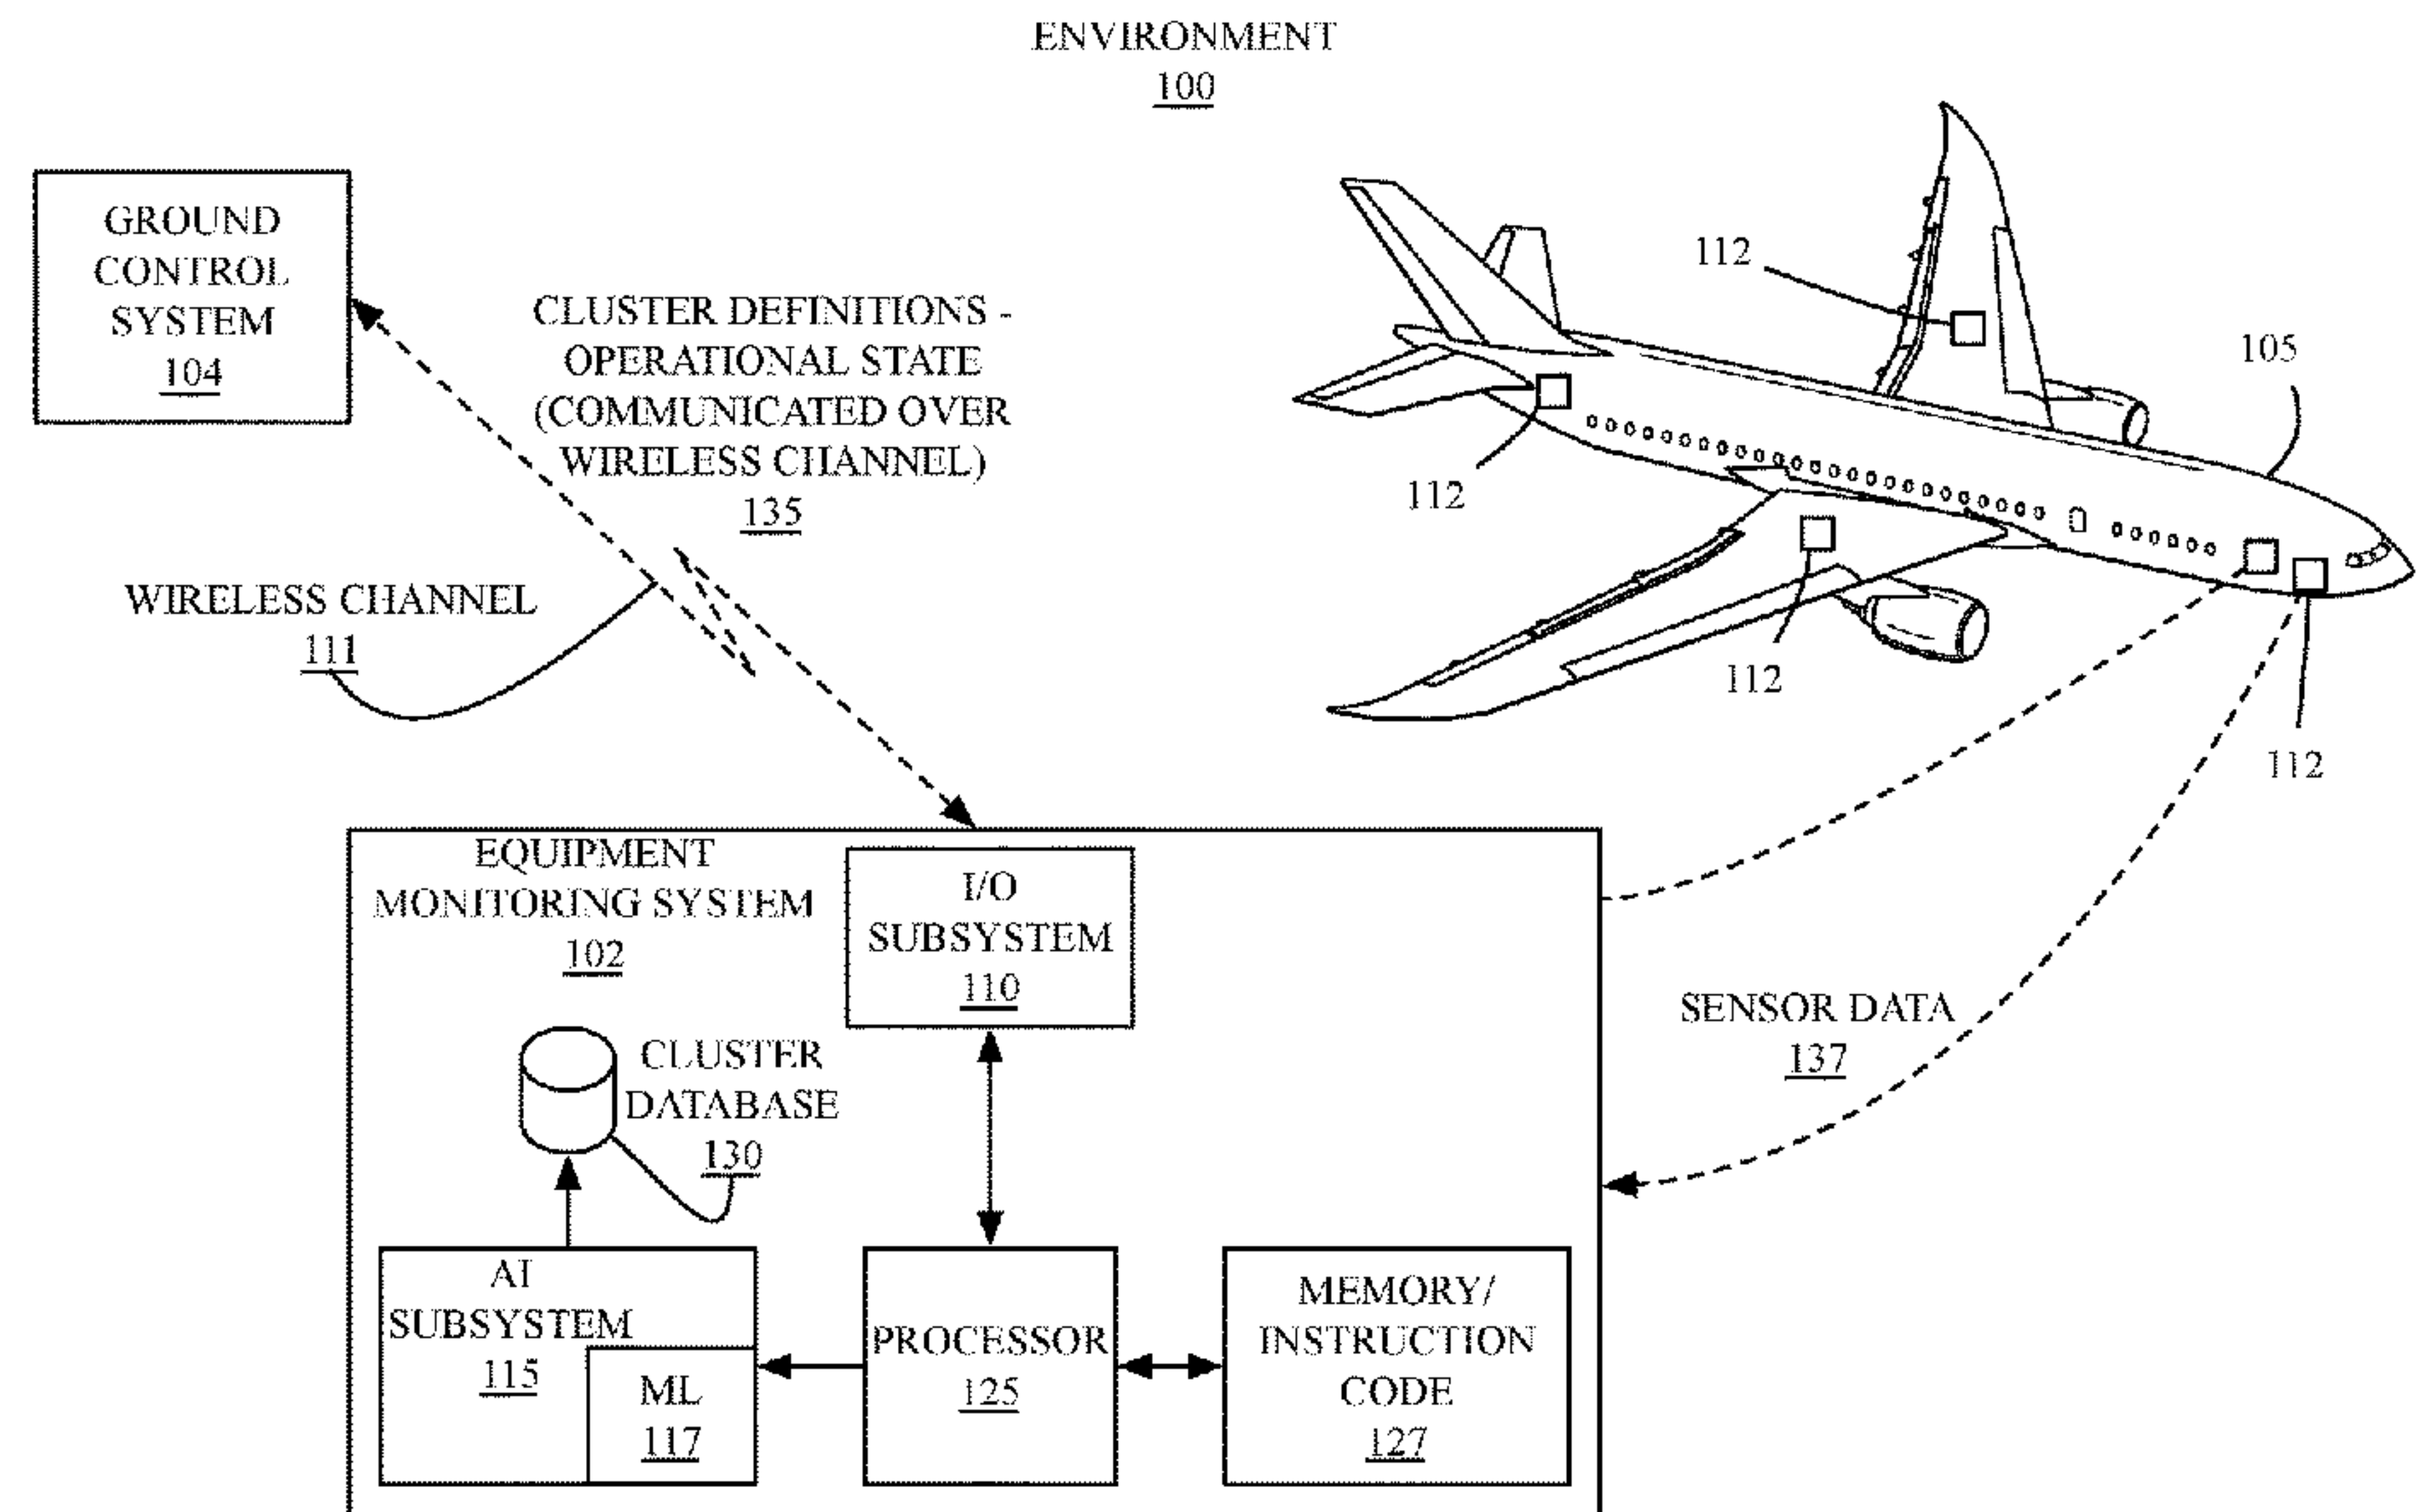 ENVIRONMENT
100
GROUND
CONTROL
SYSTEM
104
CLUSTER DEFINITIONS -
OPERATIONAL STATE
(COMMUNICATED OVER
WIRELESS CHANNEL)
135
WIRELESS CHANNEL
111
112
105
112
112
112
EQUIPMENT
MONITORING SYSTEM
102
I/O
SUBSYSTEM
110
SENSOR DATA
137
CLUSTER
DATABASE
130
AI
SUBSYSTEM
115
ML
117
PROCESSOR
125
MEMORY/
INSTRUCTION
CODE
127